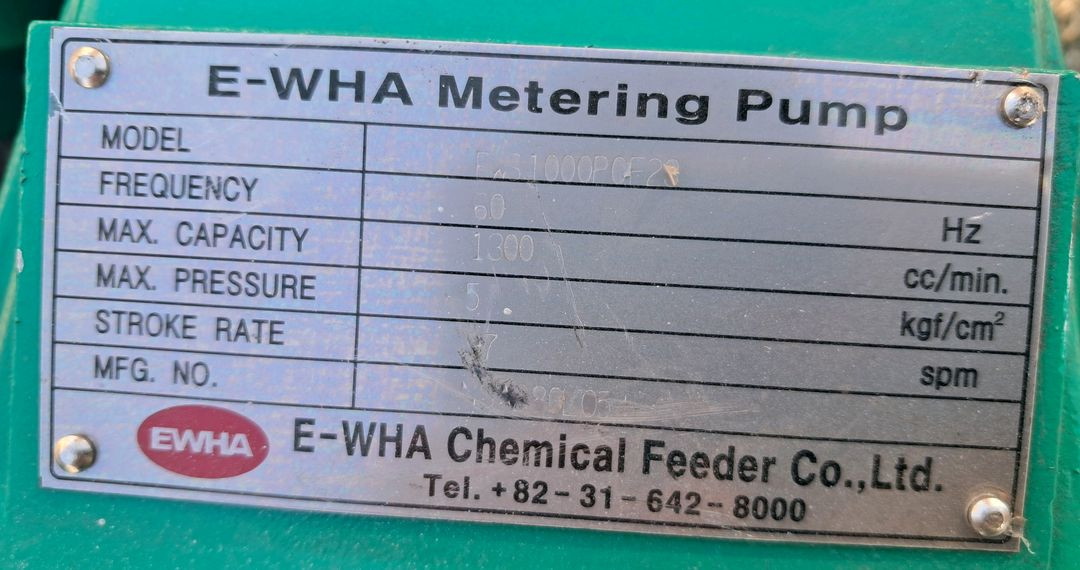 E-WHA Metering Pump
MODEL
FREQUENCY 60 Hz
MAX. CAPACITY 1300 cc/min.
MAX. PRESSURE 5 kgf/cm²
STROKE RATE spm
MFG. NO.
EWHA E-WHA Chemical Feeder Co.,Ltd.
Tel. +82-31-642-8000